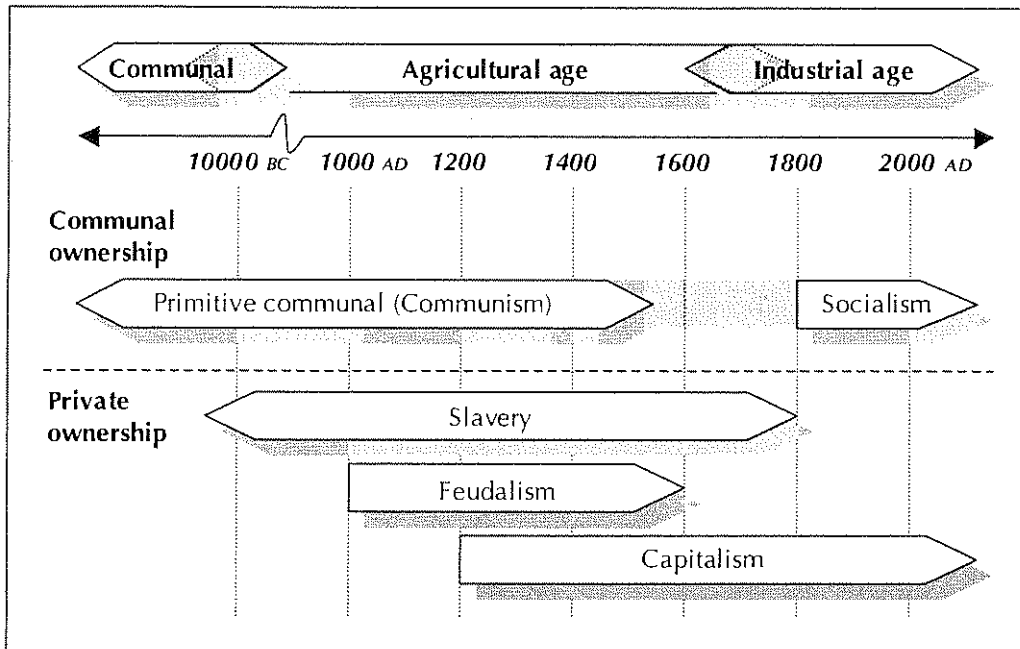 Communal Agricultural age Industrial age
10000 BC 1000 AD 1200 1400 1600 1800 2000 AD
Communal
ownership
Primitive communal (Communism) Socialism
Private
ownership
Slavery
Feudalism
Capitalism